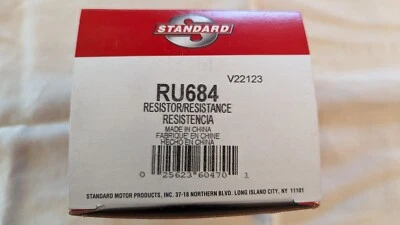 STANDARD
V22123
RU684
RESISTOR/RESISTANCE
RESISTENCIA
MADE IN CHINA
FABRIQUE EN CHINE
HECHO EN CHINA
0 25623 60470 1
STANDARD MOTOR PRODUCTS, INC. 37-18 NORTHERN BLVD. LONG ISLAND CITY, NY 11101